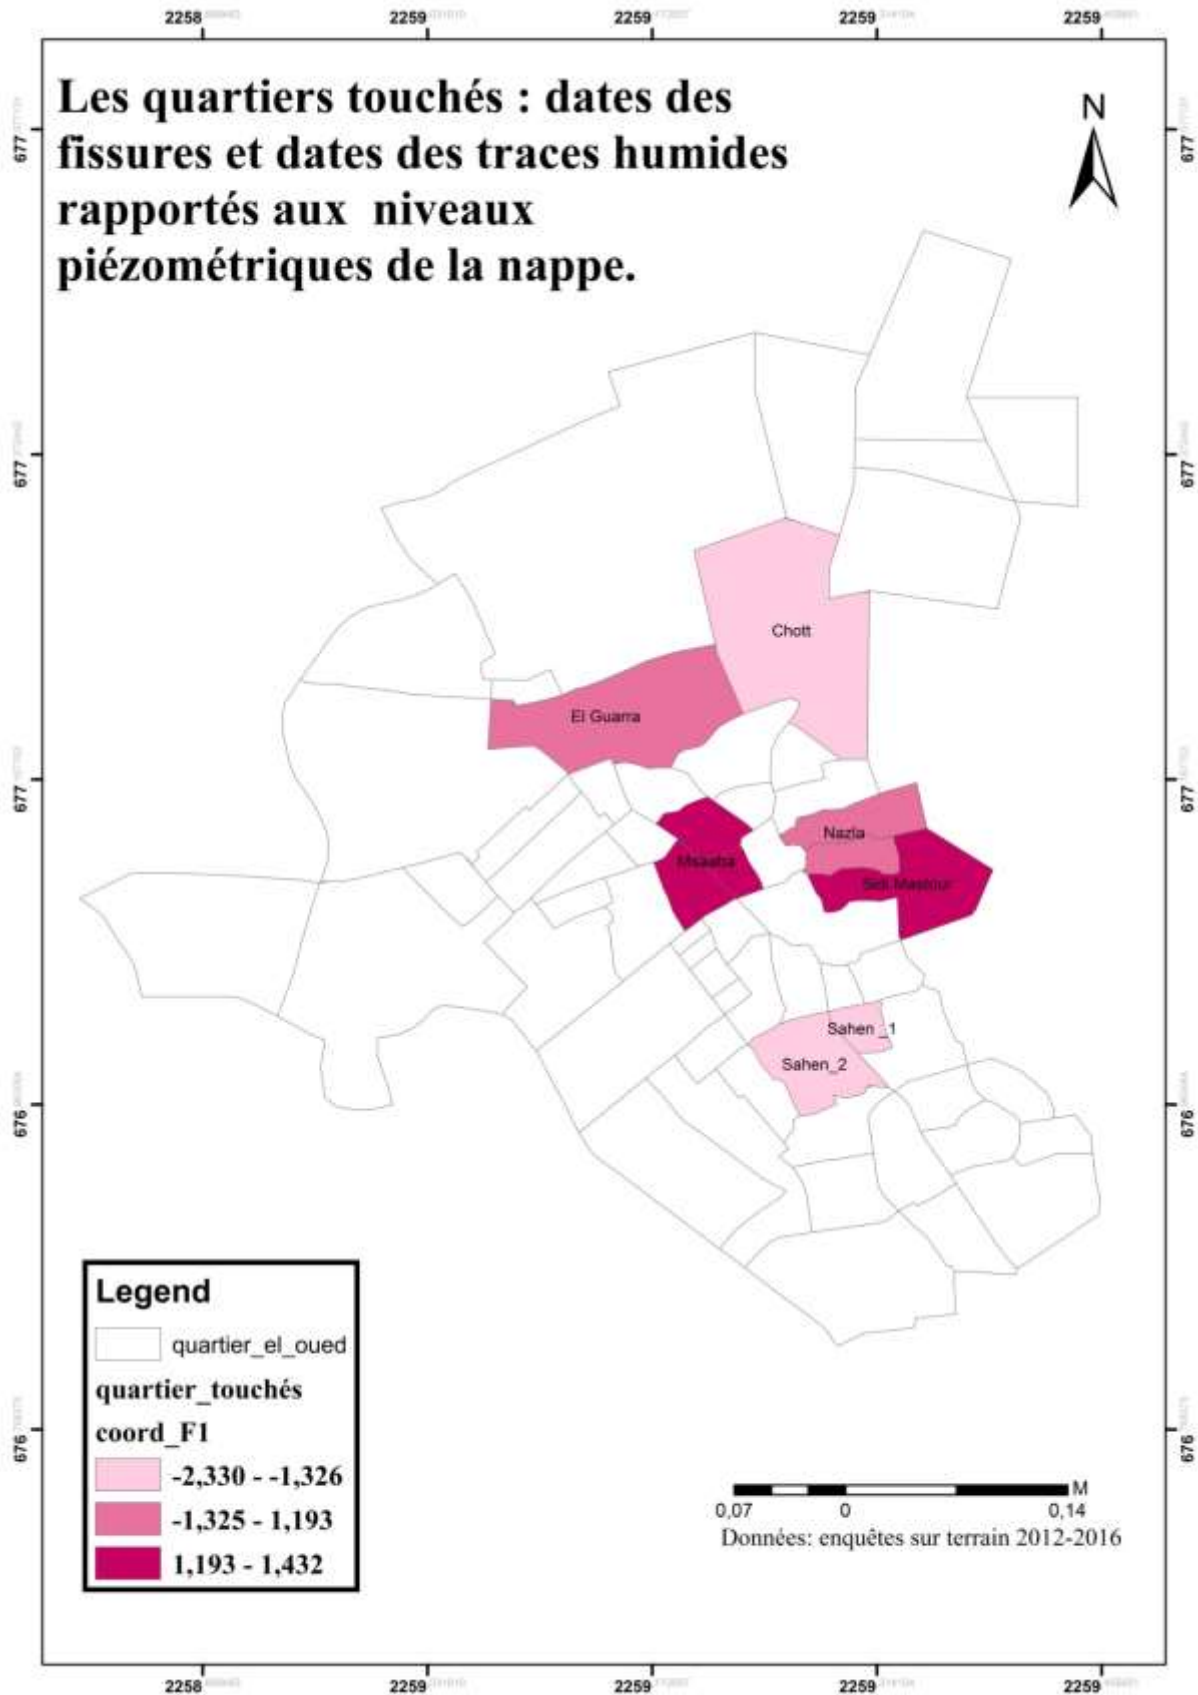 2258
2259
2259
2259
2259
Les quartiers touchés : dates des
fissures et dates des traces humides
rapportés aux niveaux
piézométriques de la nappe.
N
677
677
677
677
677
677
Chott
El Guarra
Nazla
Msaaba
Sidi Mastour
Sahen _1
Sahen_2
676
676
676
676
Legend
quartier_el_oued
quartier_touchés
coord_F1
-2,330 - -1,326
-1,325 - 1,193
1,193 - 1,432
M
0,07
0
0,14
Données: enquêtes sur terrain 2012-2016
2258
2259
2259
2259
2259